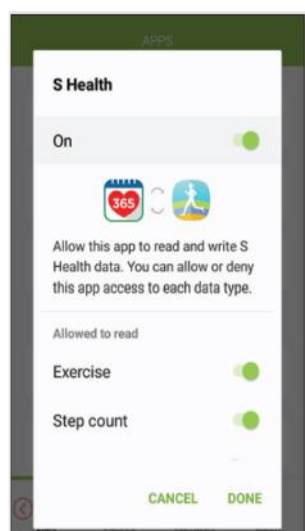 APPS
S Health
On
365
Allow this app to read and write S
Health data. You can allow or deny
this app access to each data type.
Allowed to read
Exercise
Step count
CANCEL DONE